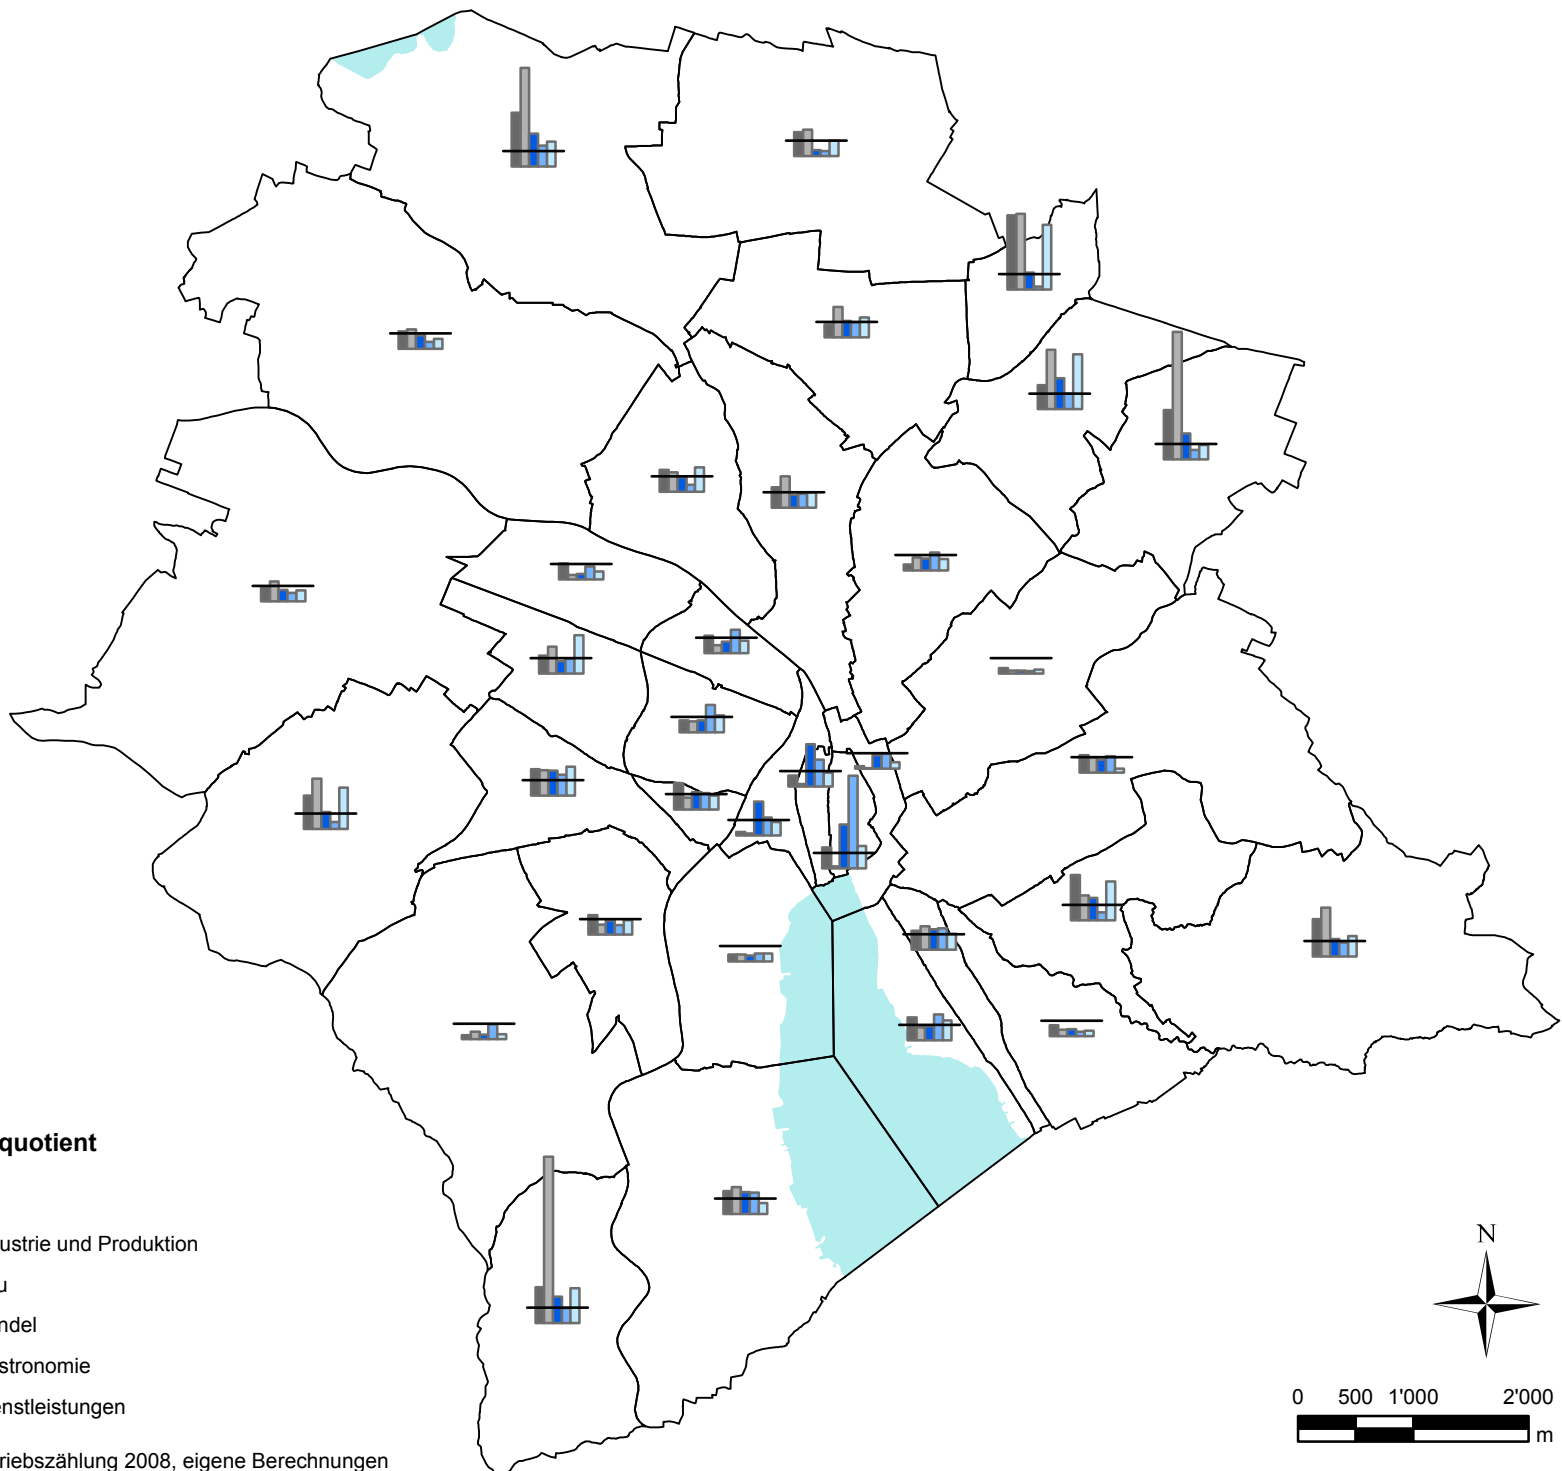 quotient
ustrie und Produktion
u
ndel
stronomie
enstleistungen
riebszählung 2008, eigene Berechnungen
N
0 500 1'000 2'000
m